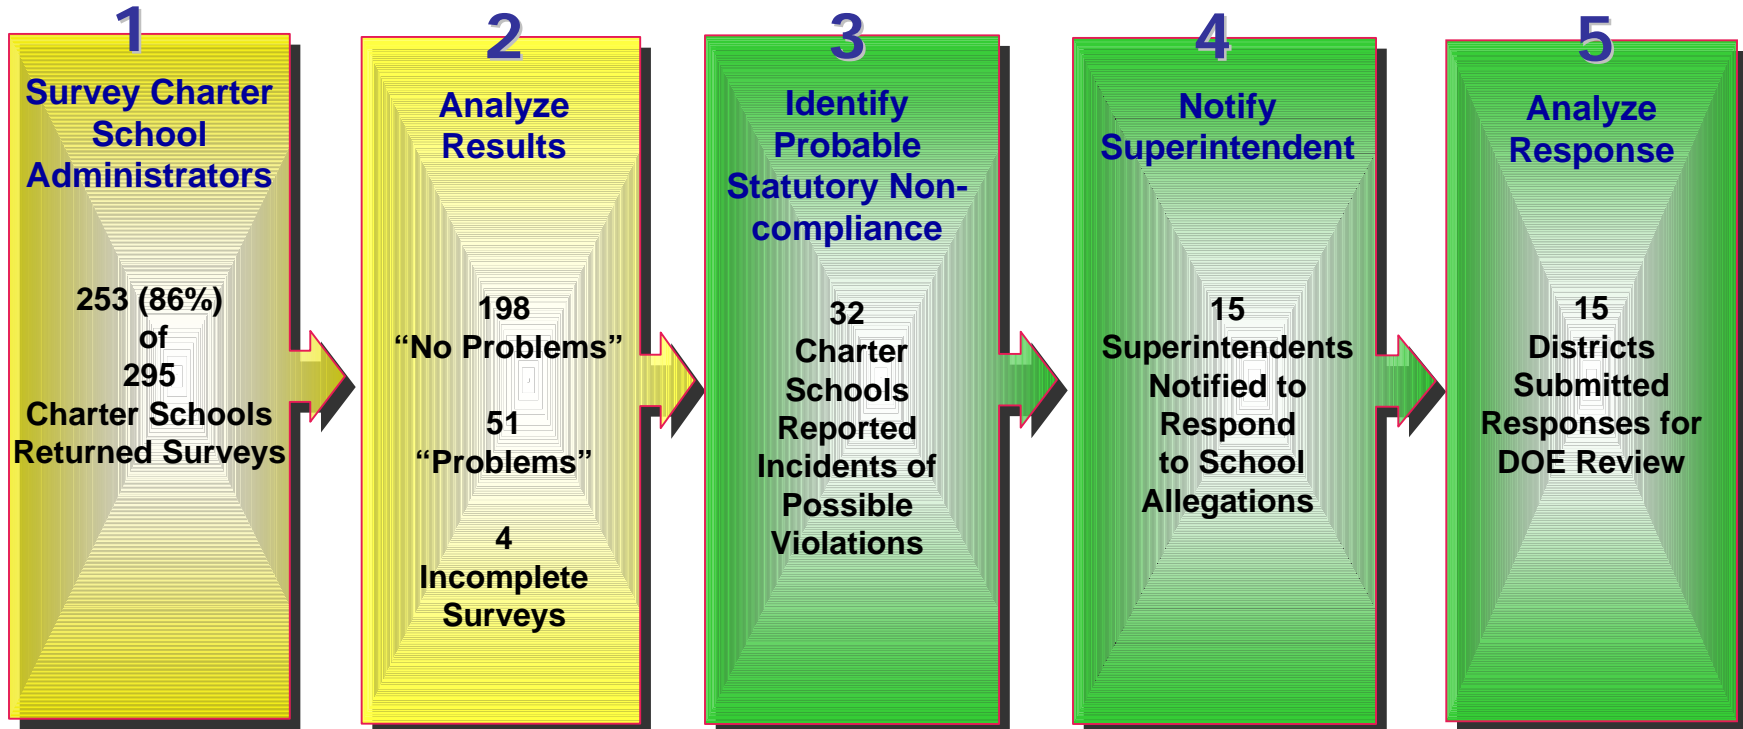 1
Survey Charter
School
Administrators
253 (86%)
of
295
Charter Schools
Returned Surveys
2
Analyze
Results
198
“No Problems”
51
“Problems”
4
Incomplete
Surveys
3
Identify
Probable
Statutory Non-
compliance
32
Charter
Schools
Reported
Incidents of
Possible
Violations
4
Notify
Superintendent
15
Superintendents
Notified to
Respond
to School
Allegations
5
Analyze
Response
15
Districts
Submitted
Responses for
DOE Review